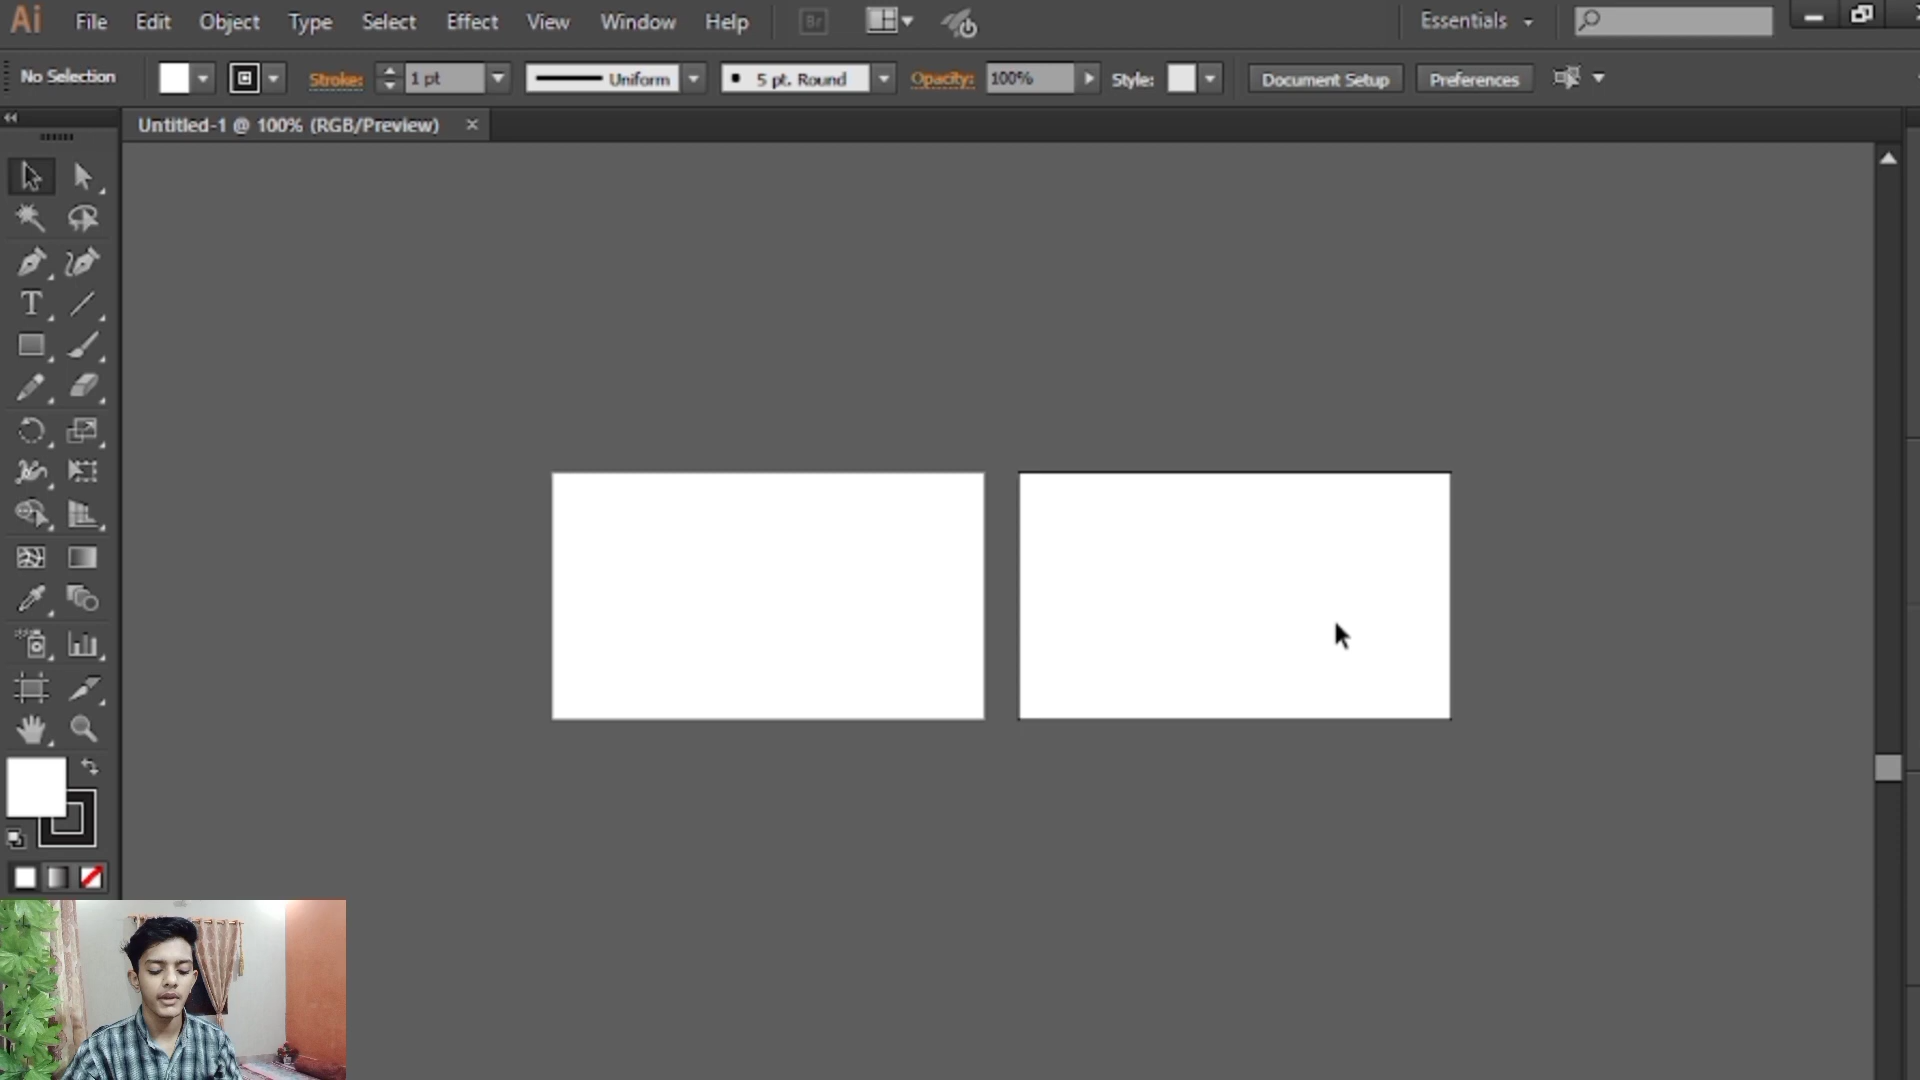 Ai File Edit Object Type Select Effect View Window Help Br Essentials
No Selection Stroke: 1 pt Uniform 5 pt. Round Opacity: 100% Style: Document Setup Preferences
Untitled-1 @ 100% (RGB/Preview) ×
T